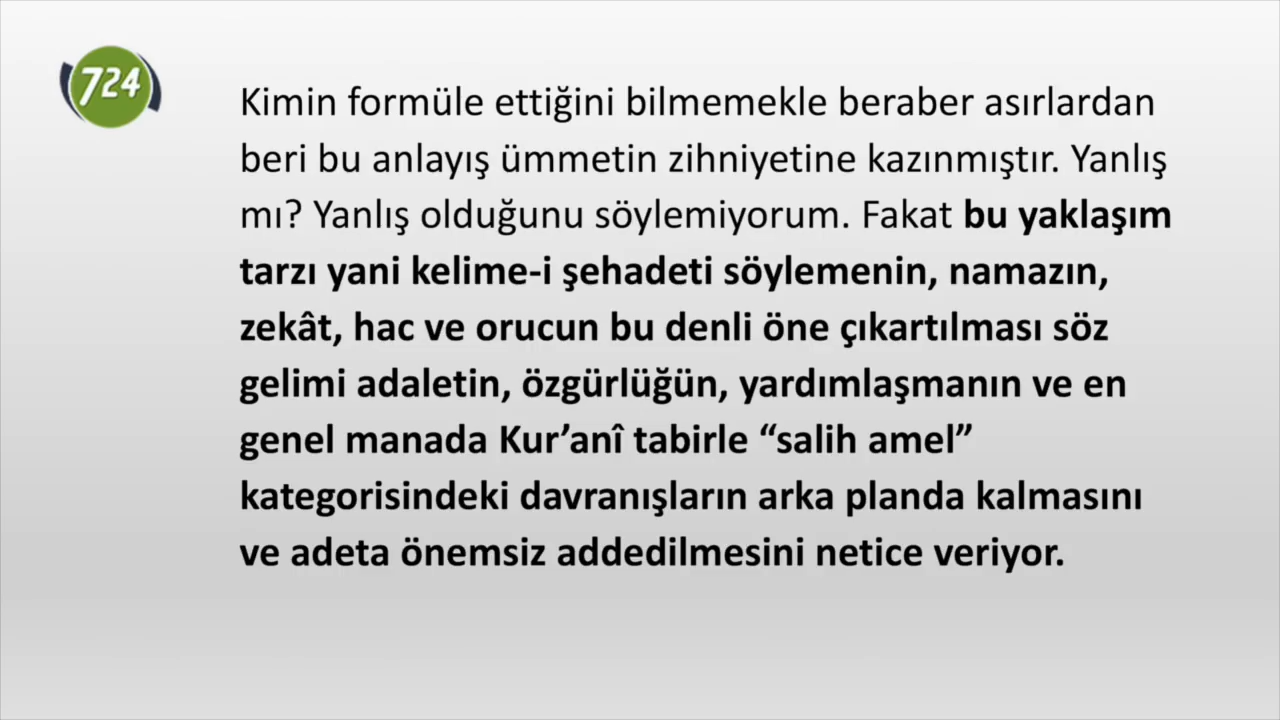 724
Kimin formüle ettiğini bilmemekle beraber asırlardan
beri bu anlayış ümmetin zihniyetine kazınmıştır. Yanlış
mı? Yanlış olduğunu söylemiyorum. Fakat bu yaklaşım
tarzı yani kelime-i şehadeti söylemenin, namazın,
zekât, hac ve orucun bu denli öne çıkartılması söz
gelimi adaletin, özgürlüğün, yardımlaşmanın ve en
genel manada Kur’anî tabirle “salih amel”
kategorisindeki davranışların arka planda kalmasını
ve adeta önemsiz addedilmesini netice veriyor.